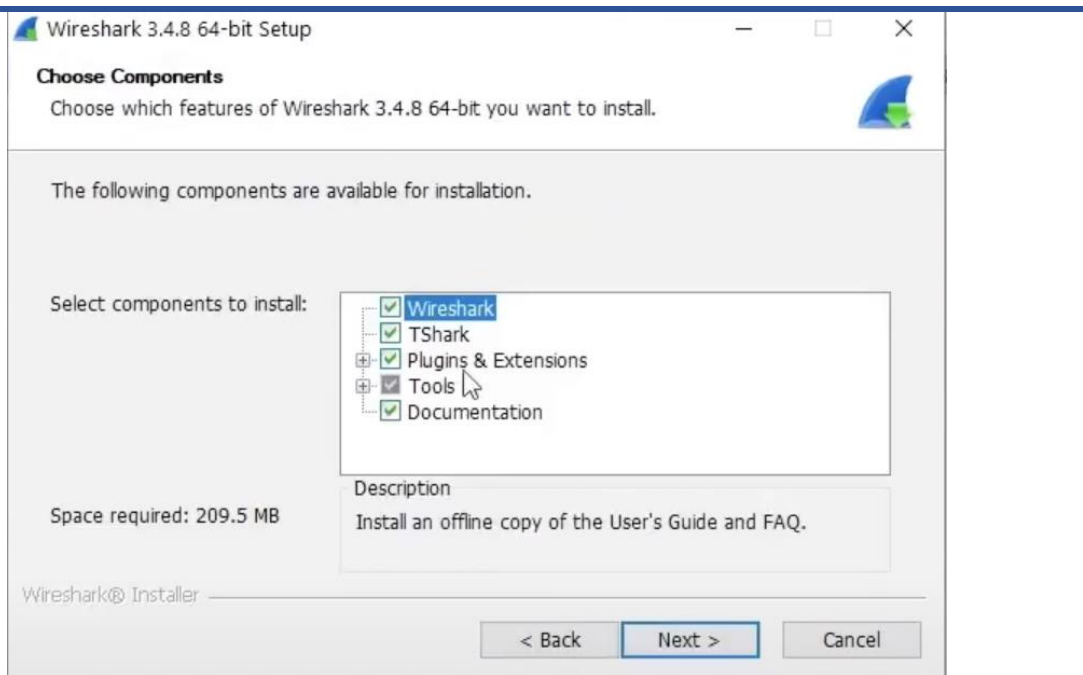 Wireshark 3.4.8 64-bit Setup
Choose Components
Choose which features of Wireshark 3.4.8 64-bit you want to install.
The following components are available for installation.
Select components to install:
Wireshark
TShark
Plugins & Extensions
Tools
Documentation
Space required: 209.5 MB
Description
Install an offline copy of the User's Guide and FAQ.
Wireshark® Installer
< Back
Next >
Cancel